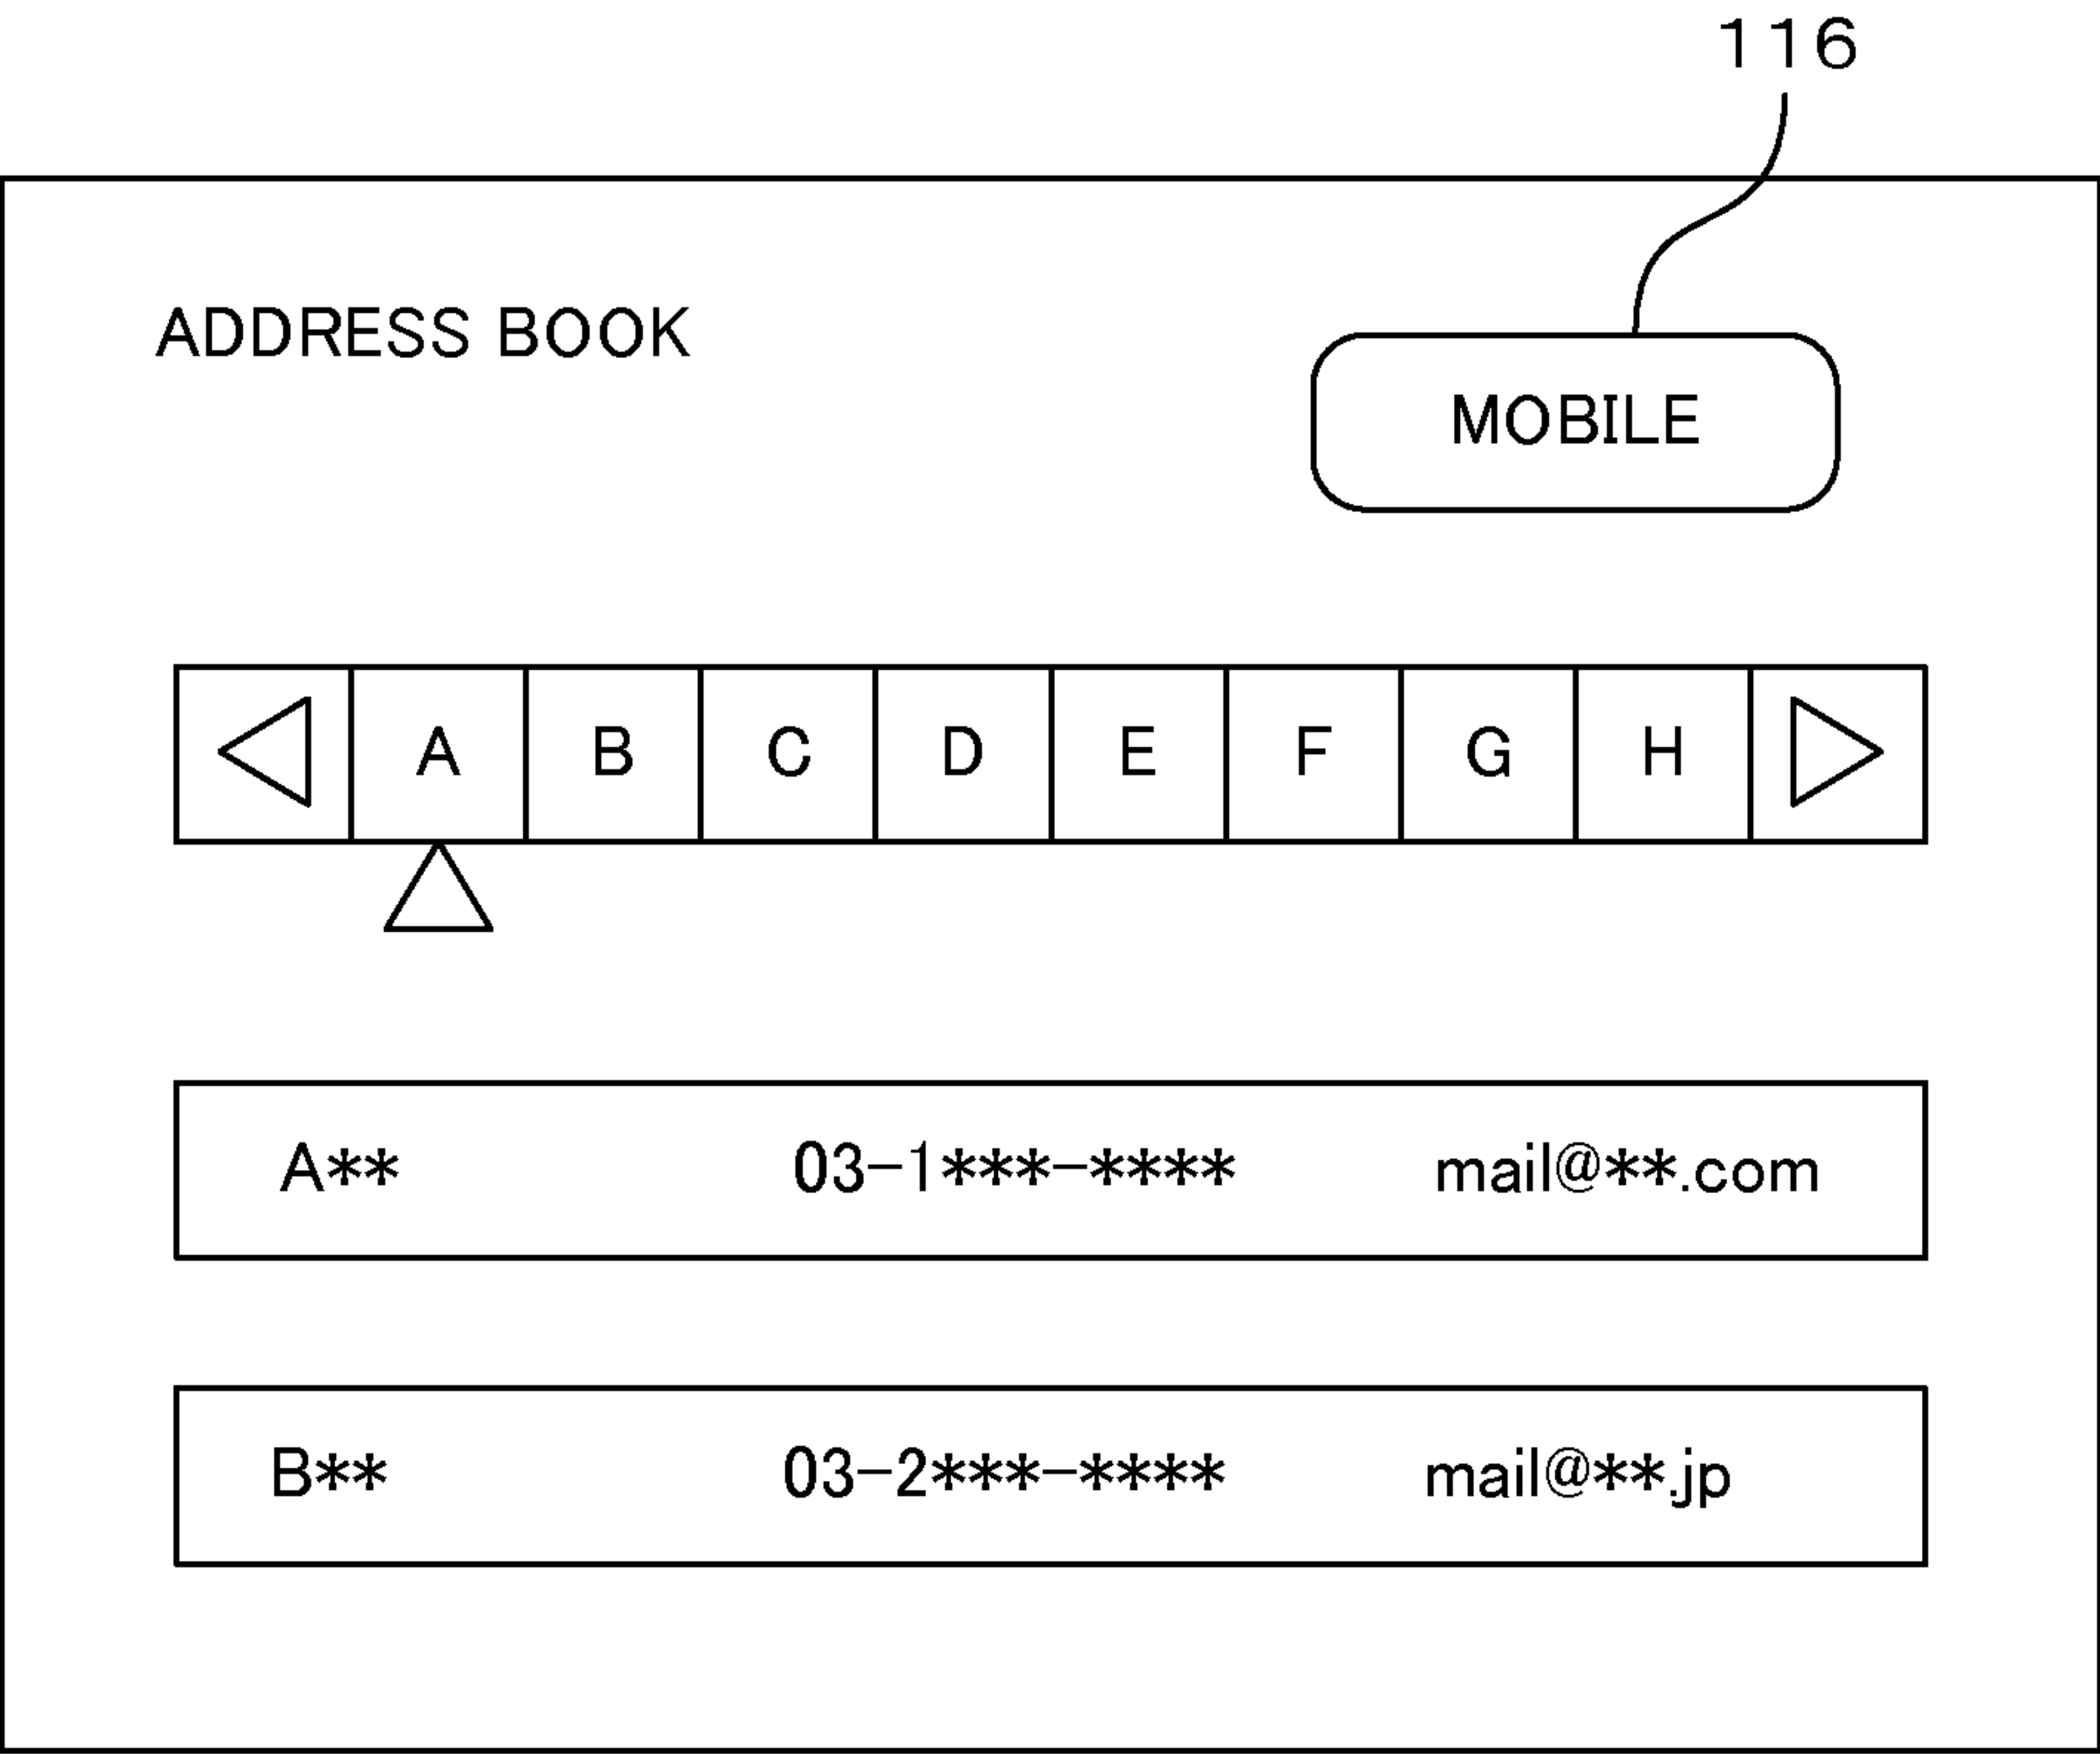 116
ADDRESS BOOK
MOBILE
A B C D E F G H
A** 03-1***-**** mail@**.com
B** 03-2***-**** mail@**.jp